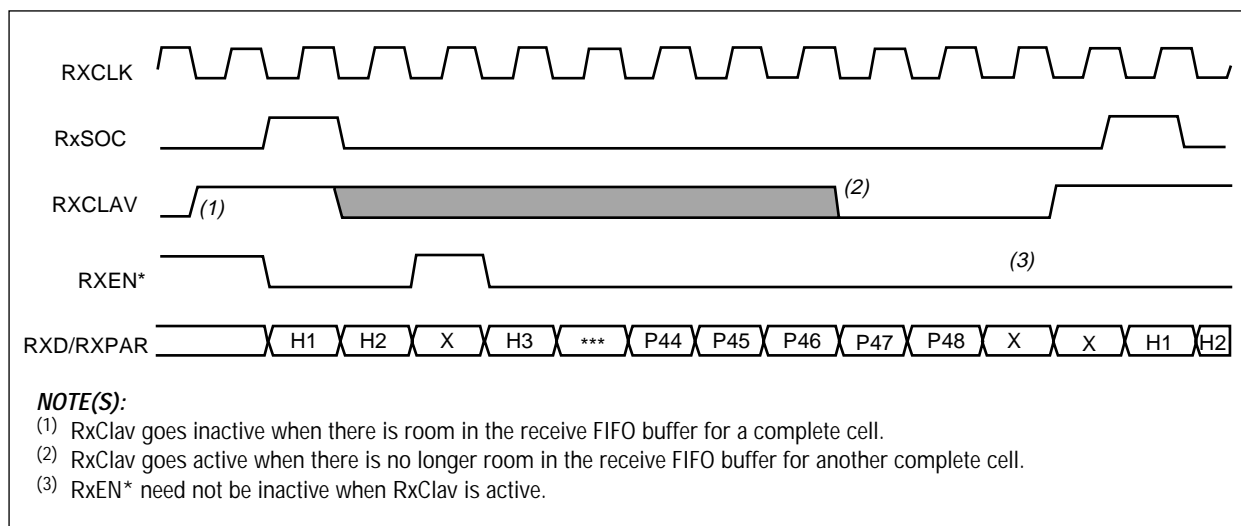 RXCLK
RxSOC
RXCLAV
(1)
(2)
RXEN*
(3)
RXD/RXPAR H1 H2 X H3 *** P44 P45 P46 P47 P48 X X H1 H2
NOTE(S):
(1) RxClav goes inactive when there is room in the receive FIFO buffer for a complete cell.
(2) RxClav goes active when there is no longer room in the receive FIFO buffer for another complete cell.
(3) RxEN* need not be inactive when RxClav is active.